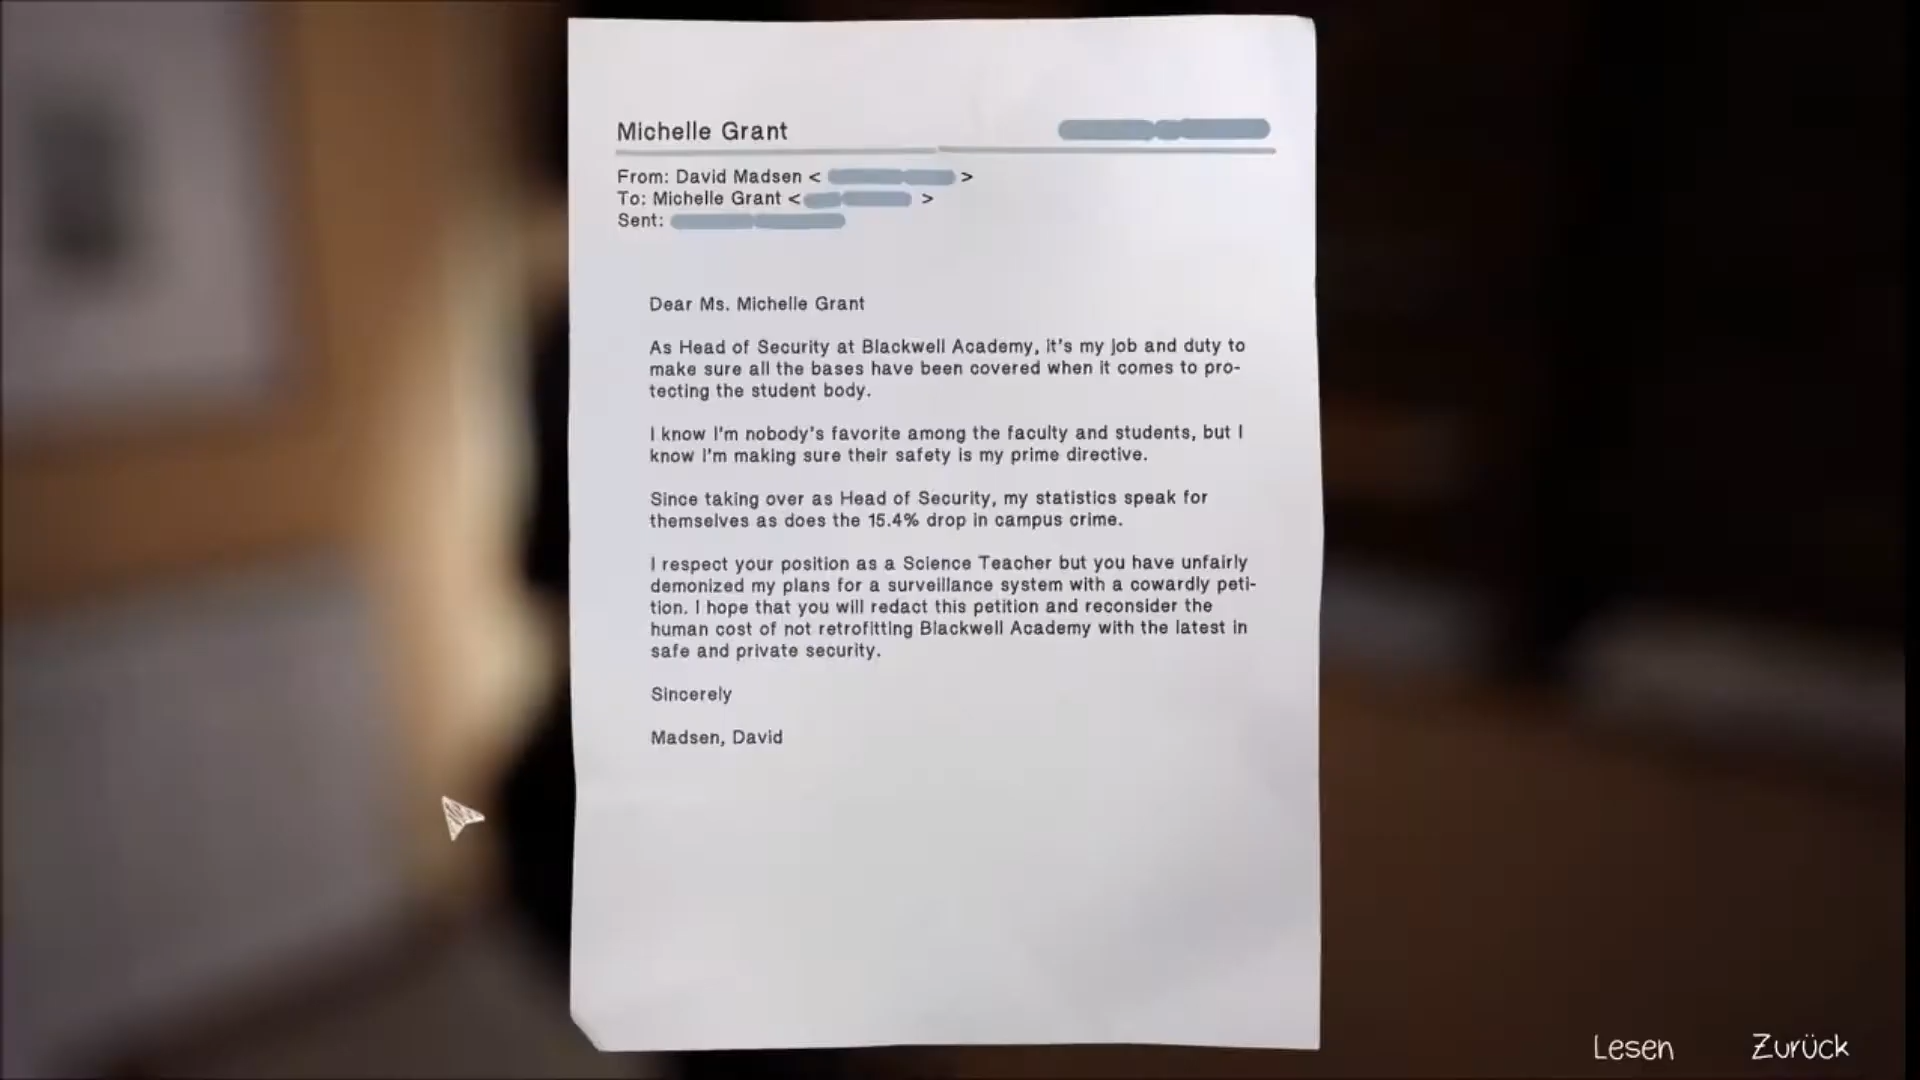 Michelle Grant
From: David Madsen < >
To: Michelle Grant < >
Sent:
Dear Ms. Michelle Grant
As Head of Security at Blackwell Academy, it's my job and duty to
make sure all the bases have been covered when it comes to pro-
tecting the student body.
I know I'm nobody's favorite among the faculty and students, but I
know I'm making sure their safety is my prime directive.
Since taking over as Head of Security, my statistics speak for
themselves as does the 15.4% drop in campus crime.
I respect your position as a Science Teacher but you have unfairly
demonized my plans for a surveillance system with a cowardly peti-
tion. I hope that you will redact this petition and reconsider the
human cost of not retrofitting Blackwell Academy with the latest in
safe and private security.
Sincerely
Madsen, David
Lesen Zurück